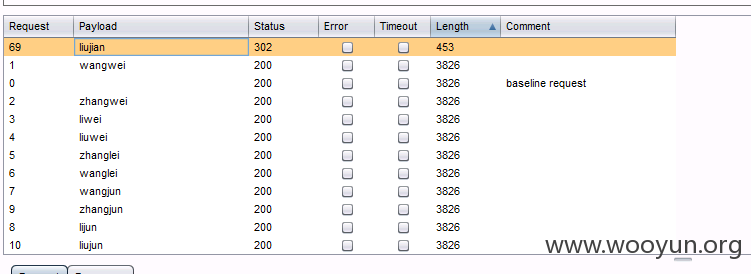 Request Payload Status Error Timeout Length Comment
69 liujian 302 453
1 wangwei 200 3826
0 200 3826 baseline request
2 zhangwei 200 3826
3 liwei 200 3826
4 liuwei 200 3826
5 zhanglei 200 3826
6 wanglei 200 3826
7 wangjun 200 3826
9 zhangjun 200 3826
8 lijun 200 3826
10 liujun 200 3826
www.wooyun.org